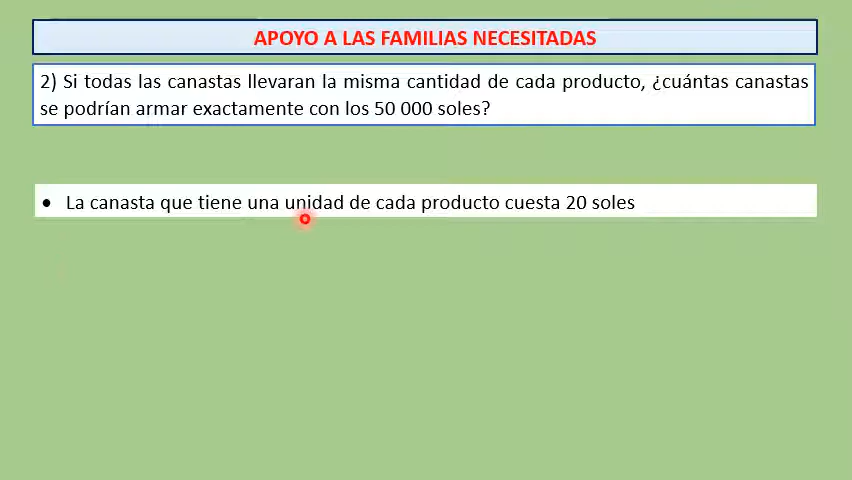 APOYO A LAS FAMILIAS NECESITADAS
2) Si todas las canastas llevaran la misma cantidad de cada producto, ¿cuántas canastas
se podrían armar exactamente con los 50 000 soles?
• La canasta que tiene una unidad de cada producto cuesta 20 soles